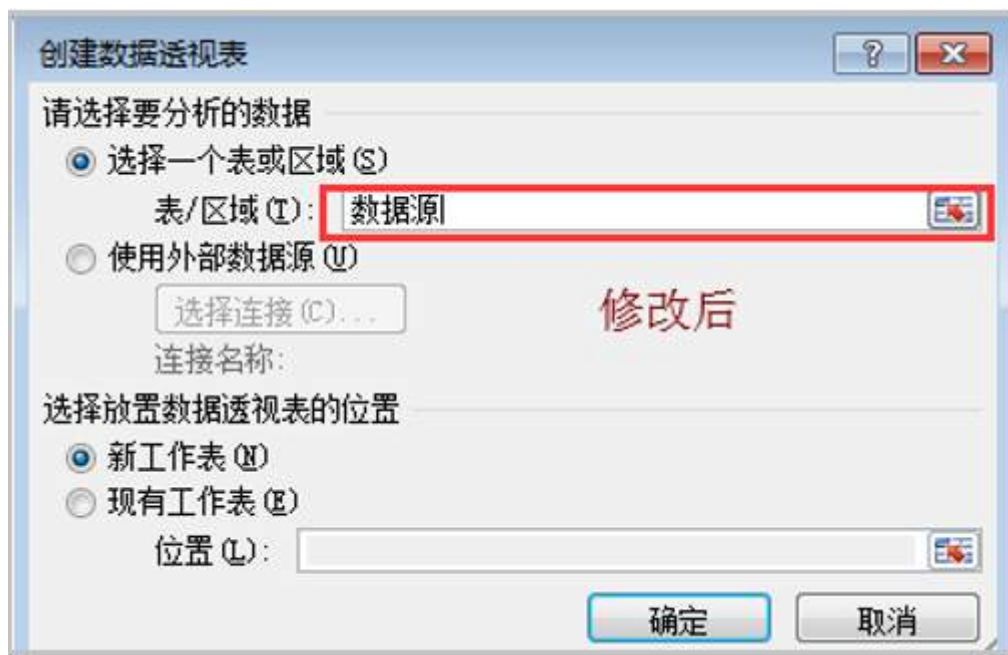 创建数据透视表
请选择要分析的数据
选择一个表或区域(S)
表/区域(T): 数据源
使用外部数据源(U)
选择连接(C)...
修改后
连接名称:
选择放置数据透视表的位置
新工作表(N)
现有工作表(E)
位置(L):
确定 取消